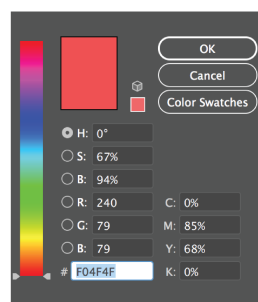 OK
Cancel
Color Swatches
H: 0°
S: 67%
B: 94%
R: 240 C: 0%
G: 79 M: 85%
B: 79 Y: 68%
# F04F4F K: 0%